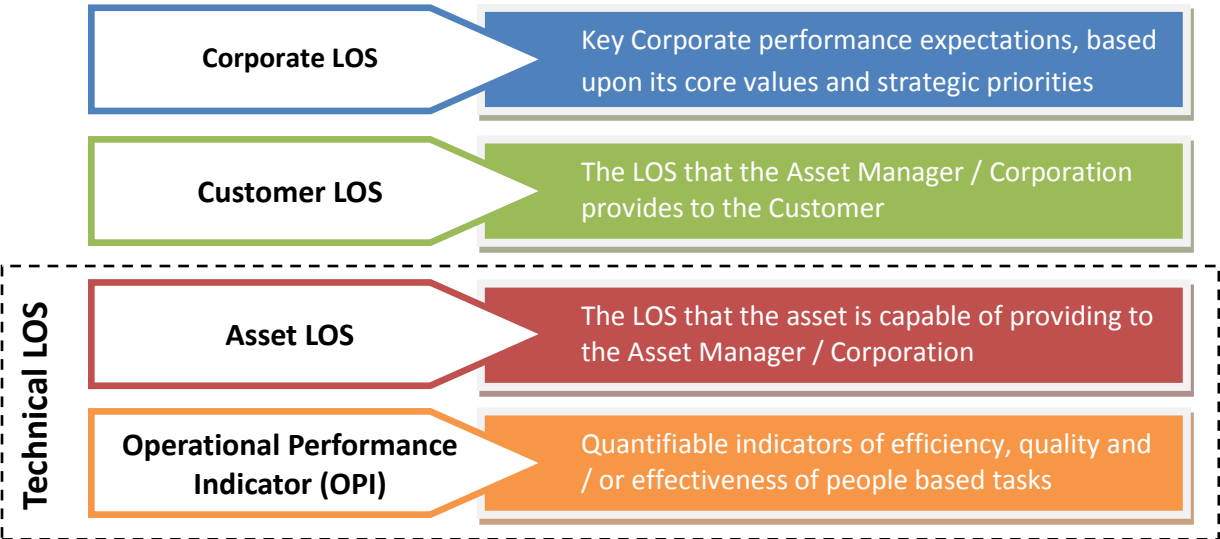 Corporate LOS
Key Corporate performance expectations, based
upon its core values and strategic priorities
Customer LOS
The LOS that the Asset Manager / Corporation
provides to the Customer
Technical LOS
Asset LOS
The LOS that the asset is capable of providing to
the Asset Manager / Corporation
Operational Performance
Indicator (OPI)
Quantifiable indicators of efficiency, quality and
/ or effectiveness of people based tasks